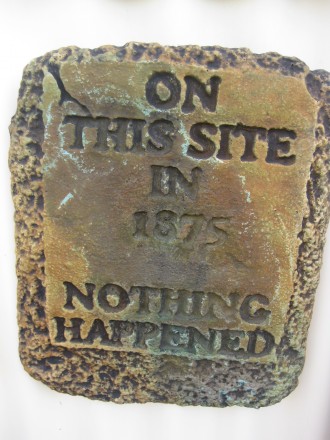 ON
THIS SITE
IN
1875
NOTHING
HAPPENED